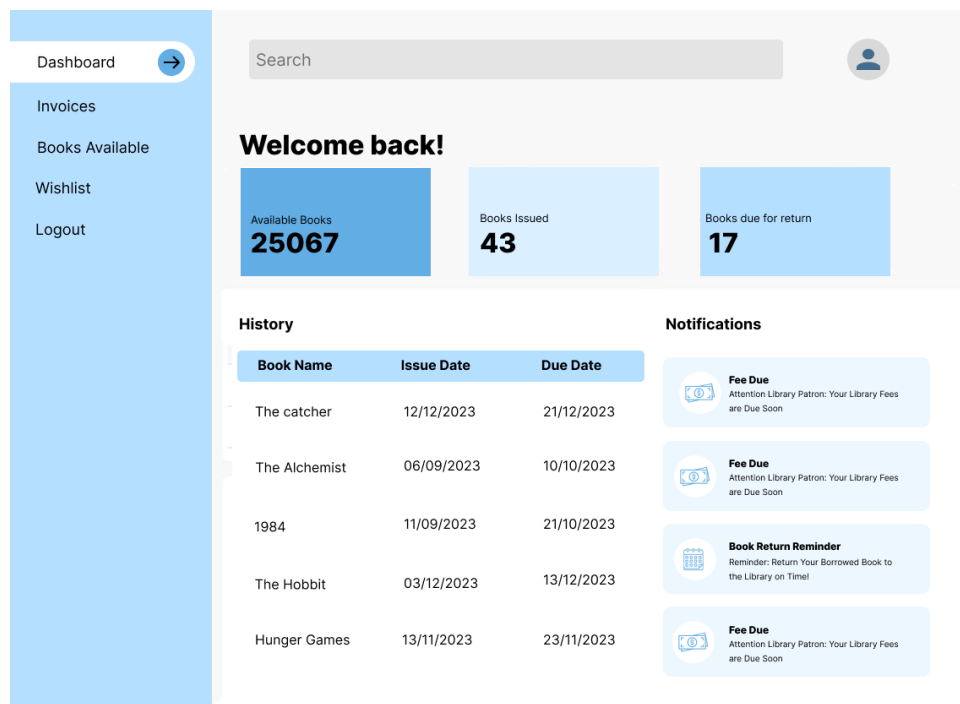 Dashboard
Invoices
Books Available
Wishlist
Logout
Search
Welcome back!
Available Books
25067
Books Issued
43
Books due for return
17
History
Book Name Issue Date Due Date
The catcher 12/12/2023 21/12/2023
The Alchemist 06/09/2023 10/10/2023
1984 11/09/2023 21/10/2023
The Hobbit 03/12/2023 13/12/2023
Hunger Games 13/11/2023 23/11/2023
Notifications
Fee Due
Attention Library Patron: Your Library Fees
are Due Soon
Fee Due
Attention Library Patron: Your Library Fees
are Due Soon
Book Return Reminder
Reminder: Return Your Borrowed Book to
the Library on Time!
Fee Due
Attention Library Patron: Your Library Fees
are Due Soon